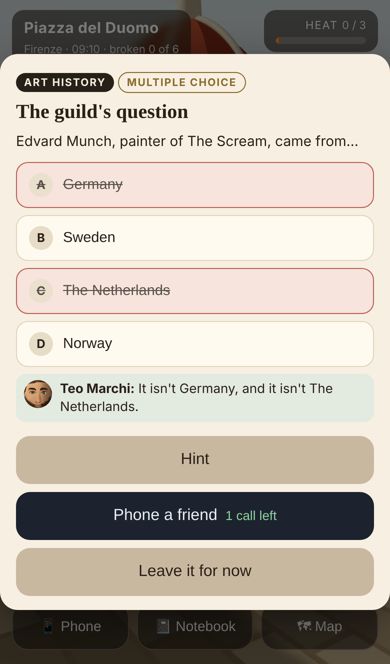 Piazza del Duomo
Firenze · 09:10 · broken 0 of 6
HEAT 0 / 3
ART HISTORY
MULTIPLE CHOICE
The guild's question
Edvard Munch, painter of The Scream, came from…
A Germany
B Sweden
C The Netherlands
D Norway
Teo Marchi: It isn't Germany, and it isn't The
Netherlands.
Hint
Phone a friend 1 call left
Leave it for now
Phone
Notebook
Map